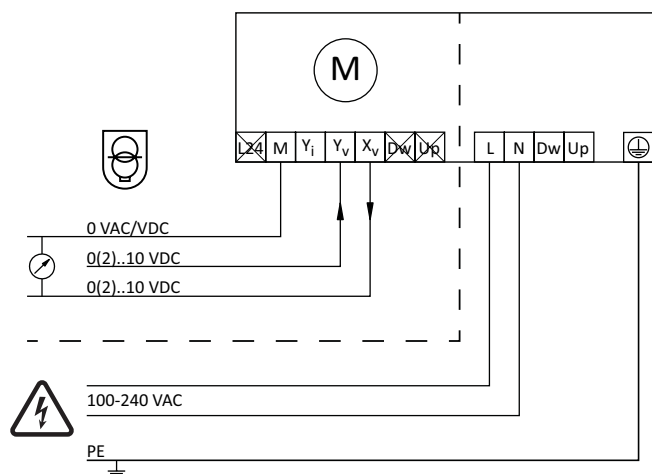 M
L24 M Yi Yv Xv Dw Up L N Dw Up
0 VAC/VDC
0(2)..10 VDC
0(2)..10 VDC
100-240 VAC
PE